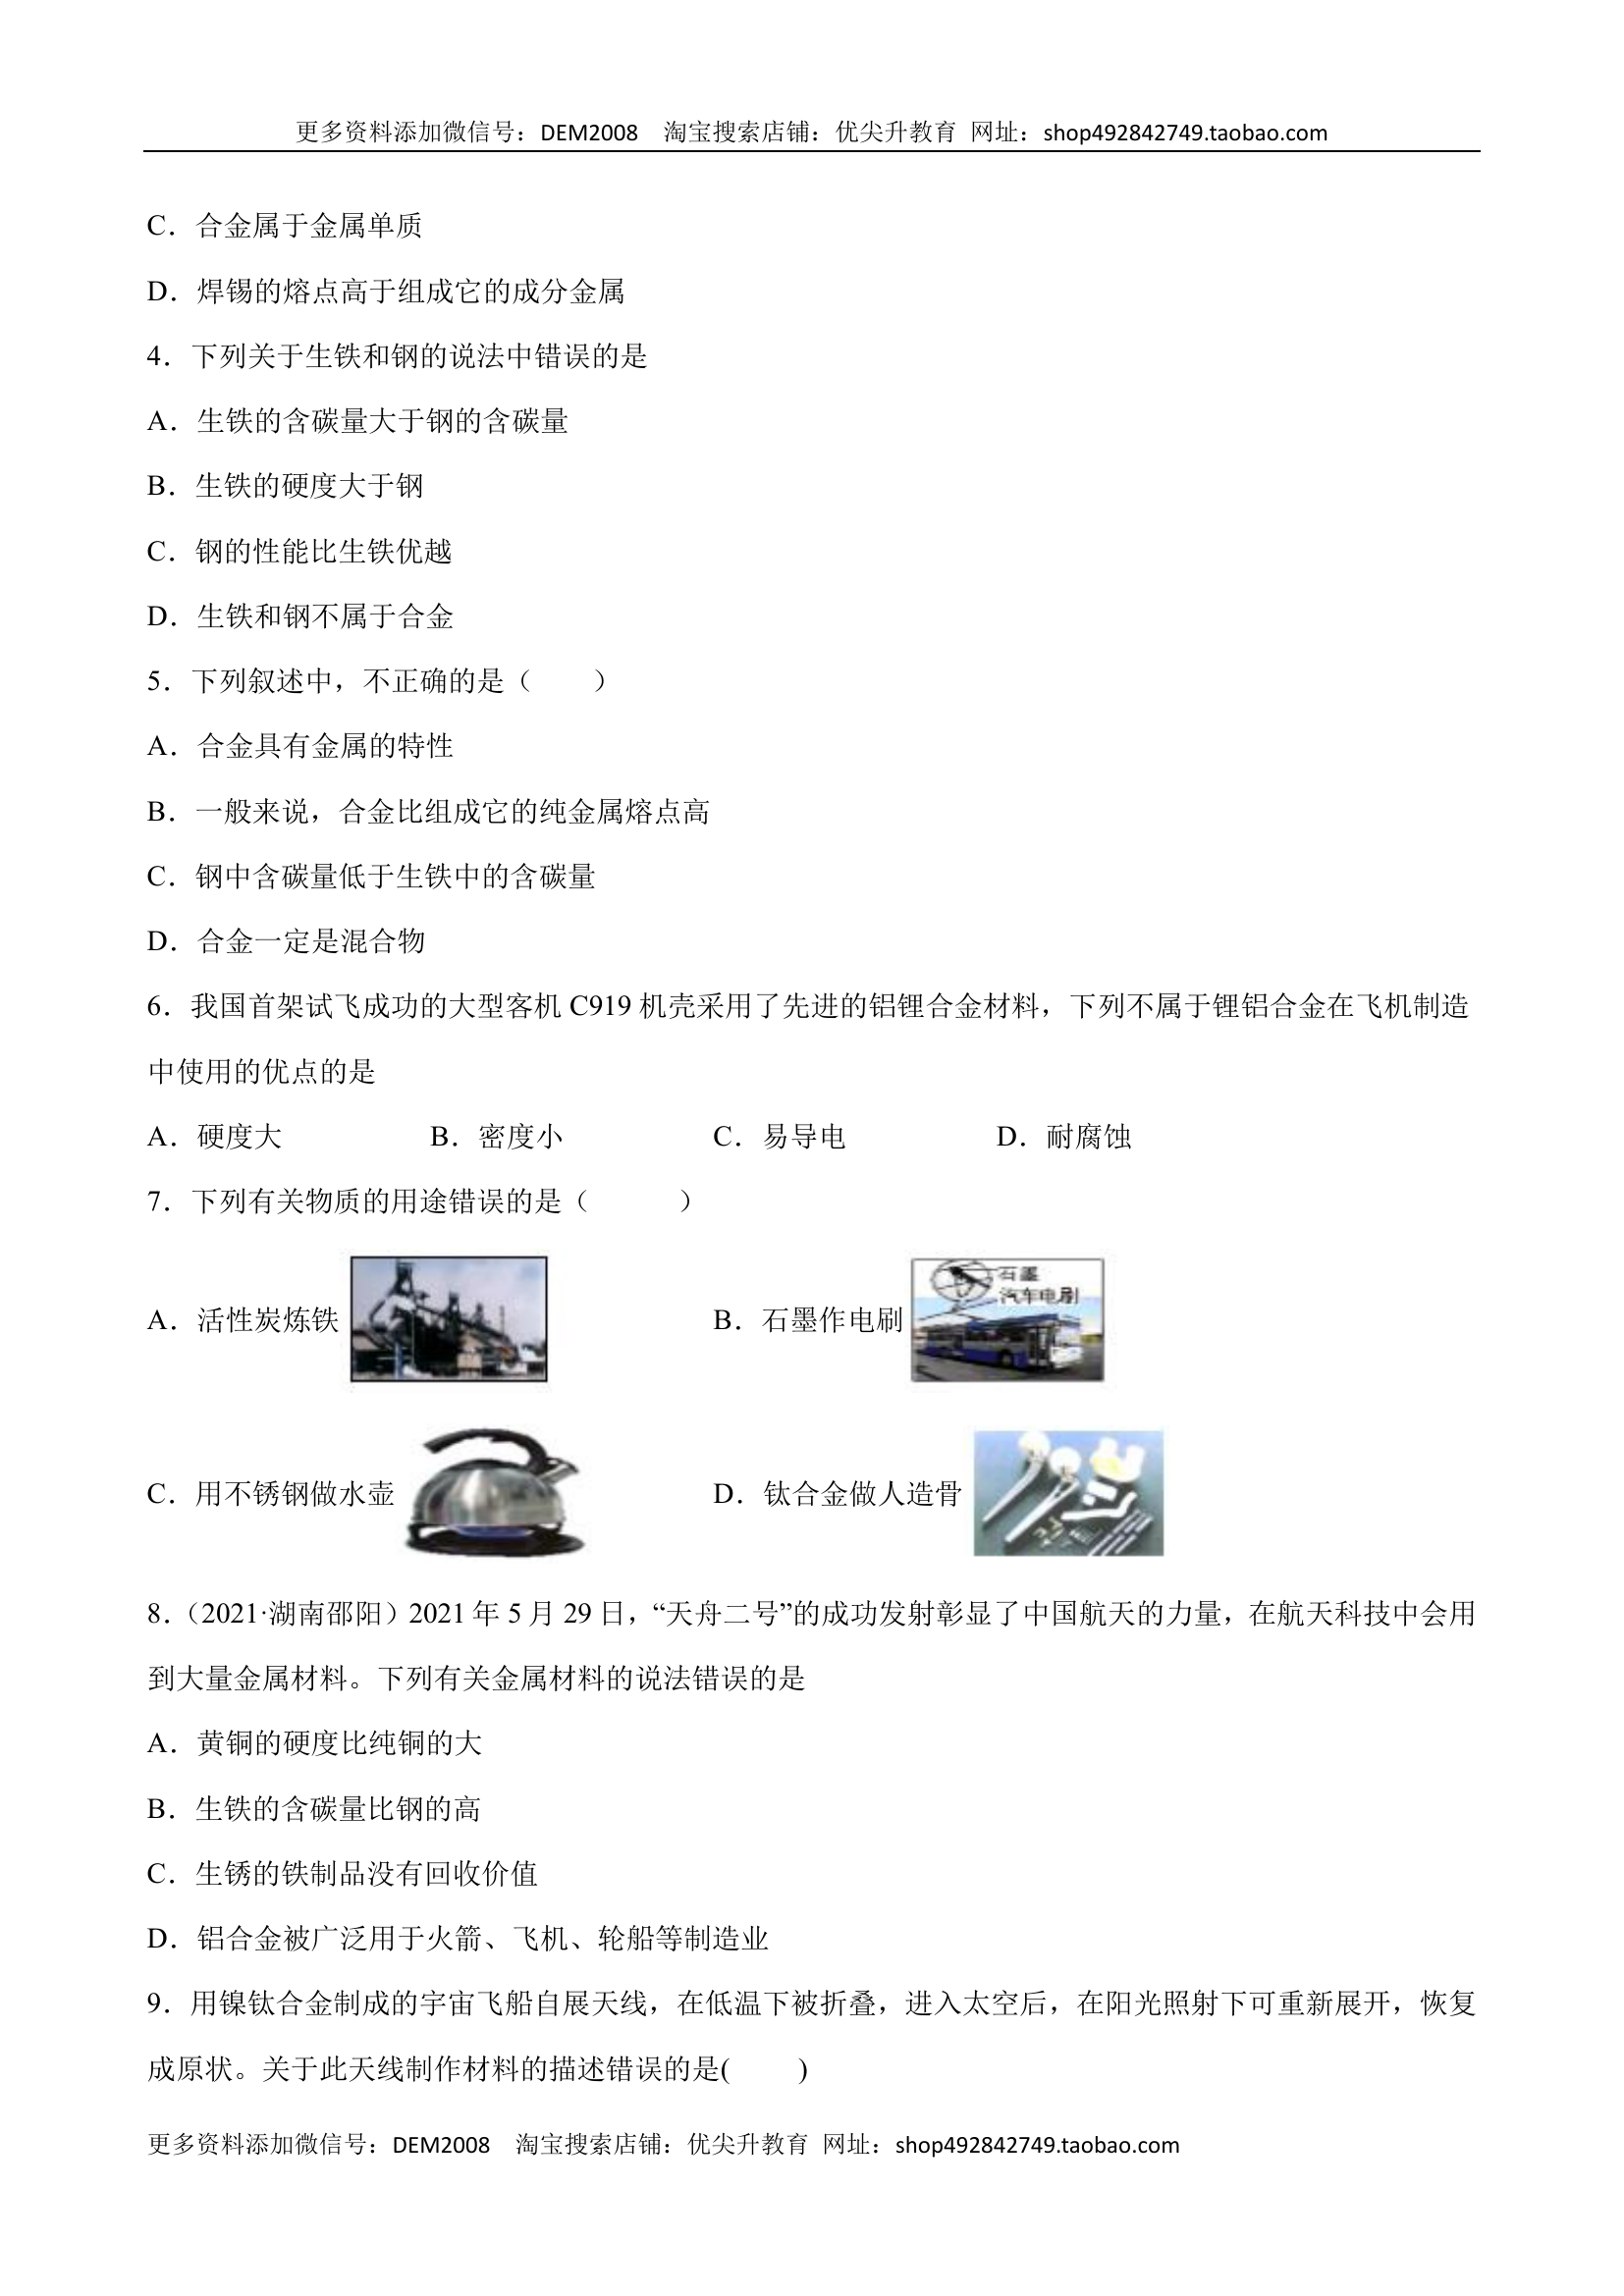 更多资料添加微信号：DEM2008 淘宝搜索店铺：优尖升教育 网址：shop492842749.taobao.com
C．合金属于金属单质
D．焊锡的熔点高于组成它的成分金属
4．下列关于生铁和钢的说法中错误的是
A．生铁的含碳量大于钢的含碳量
B．生铁的硬度大于钢
C．钢的性能比生铁优越
D．生铁和钢不属于合金
5．下列叙述中，不正确的是（ ）
A．合金具有金属的特性
B．一般来说，合金比组成它的纯金属熔点高
C．钢中含碳量低于生铁中的含碳量
D．合金一定是混合物
6．我国首架试飞成功的大型客机 C919 机壳采用了先进的铝锂合金材料，下列不属于锂铝合金在飞机制造
中使用的优点的是
A．硬度大 B．密度小 C．易导电 D．耐腐蚀
7．下列有关物质的用途错误的是（ ）
A．活性炭炼铁 B．石墨作电刷
石墨
汽车电刷
C．用不锈钢做水壶 D．钛合金做人造骨
8．（2021·湖南邵阳）2021 年 5 月 29 日，“天舟二号”的成功发射彰显了中国航天的力量，在航天科技中会用
到大量金属材料。下列有关金属材料的说法错误的是
A．黄铜的硬度比纯铜的大
B．生铁的含碳量比钢的高
C．生锈的铁制品没有回收价值
D．铝合金被广泛用于火箭、飞机、轮船等制造业
9．用镍钛合金制成的宇宙飞船自展天线，在低温下被折叠，进入太空后，在阳光照射下可重新展开，恢复
成原状。关于此天线制作材料的描述错误的是( )
更多资料添加微信号：DEM2008 淘宝搜索店铺：优尖升教育 网址：shop492842749.taobao.com